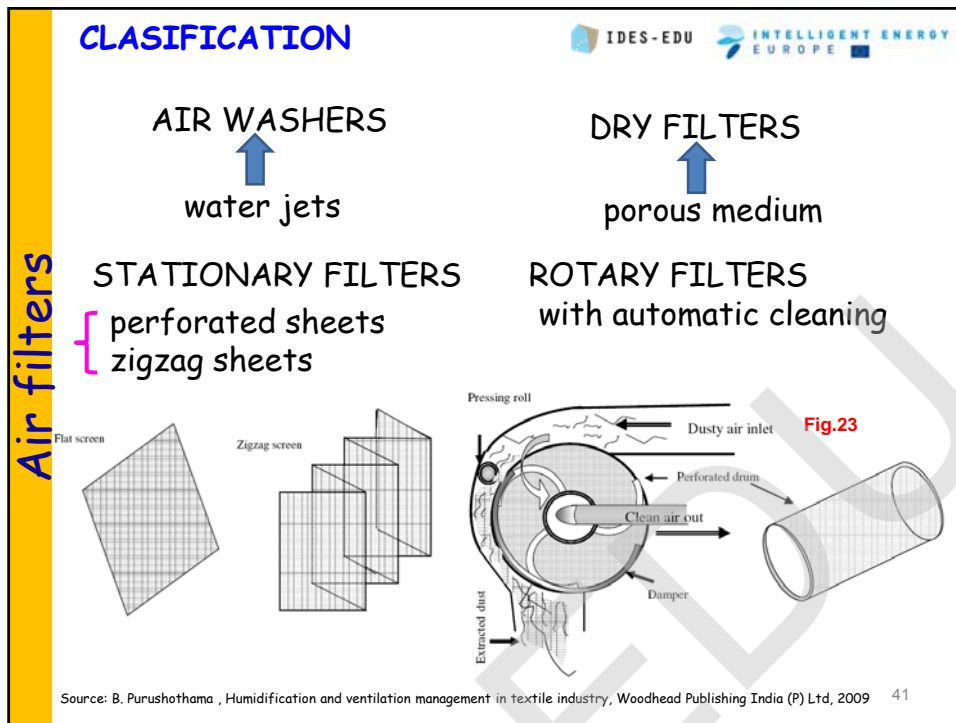 CLASIFICATION
IDES-EDU
INTELLIGENT ENERGY
EUROPE
Air filters
AIR WASHERS
water jets
DRY FILTERS
porous medium
STATIONARY FILTERS
perforated sheets
zigzag sheets
ROTARY FILTERS
with automatic cleaning
Flat screen
Zigzag screen
Pressing roll
Dusty air inlet
Fig.23
Perforated drum
Clean air out
Damper
Extracted dust
EDU
Source: B. Purushothama , Humidification and ventilation management in textile industry, Woodhead Publishing India (P) Ltd, 2009
41